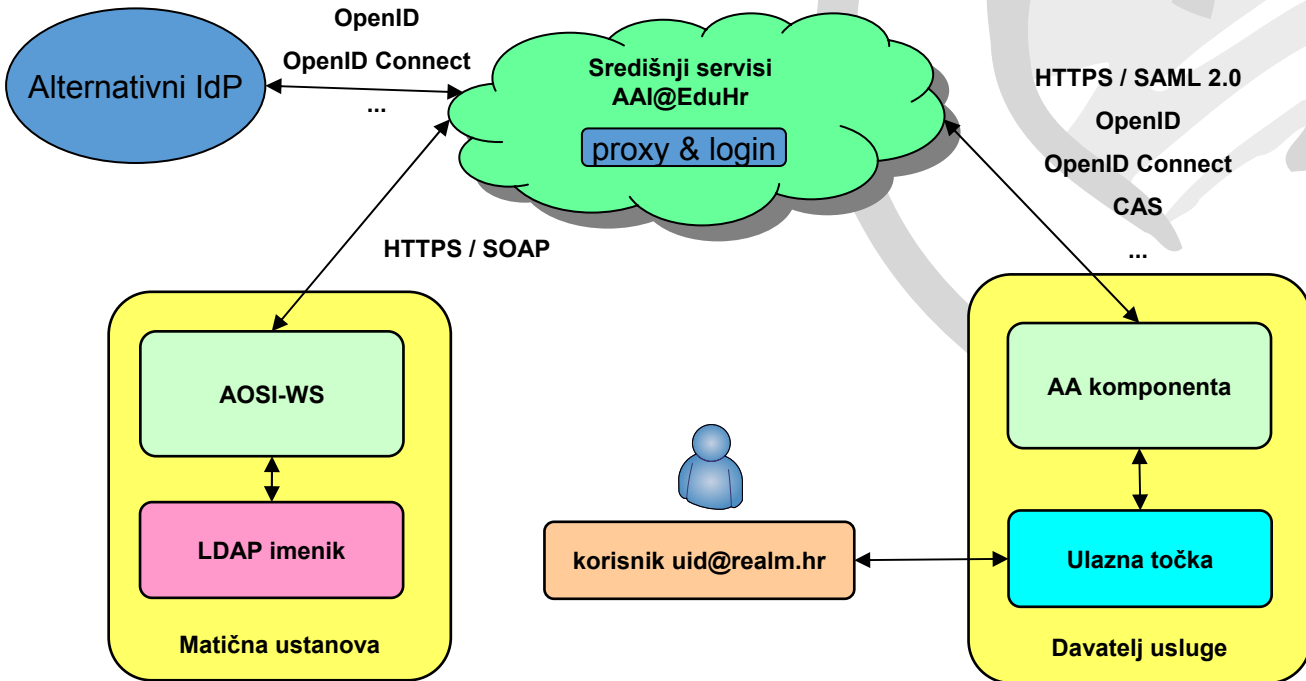 OpenID
OpenID Connect
...
Alternativni IdP
Središnji servisi
AAI@EduHr
proxy & login
HTTPS / SAML 2.0
OpenID
OpenID Connect
CAS
...
HTTPS / SOAP
AOSI-WS
LDAP imenik
Matična ustanova
korisnik uid@realm.hr
AA komponenta
Ulazna točka
Davatelj usluge